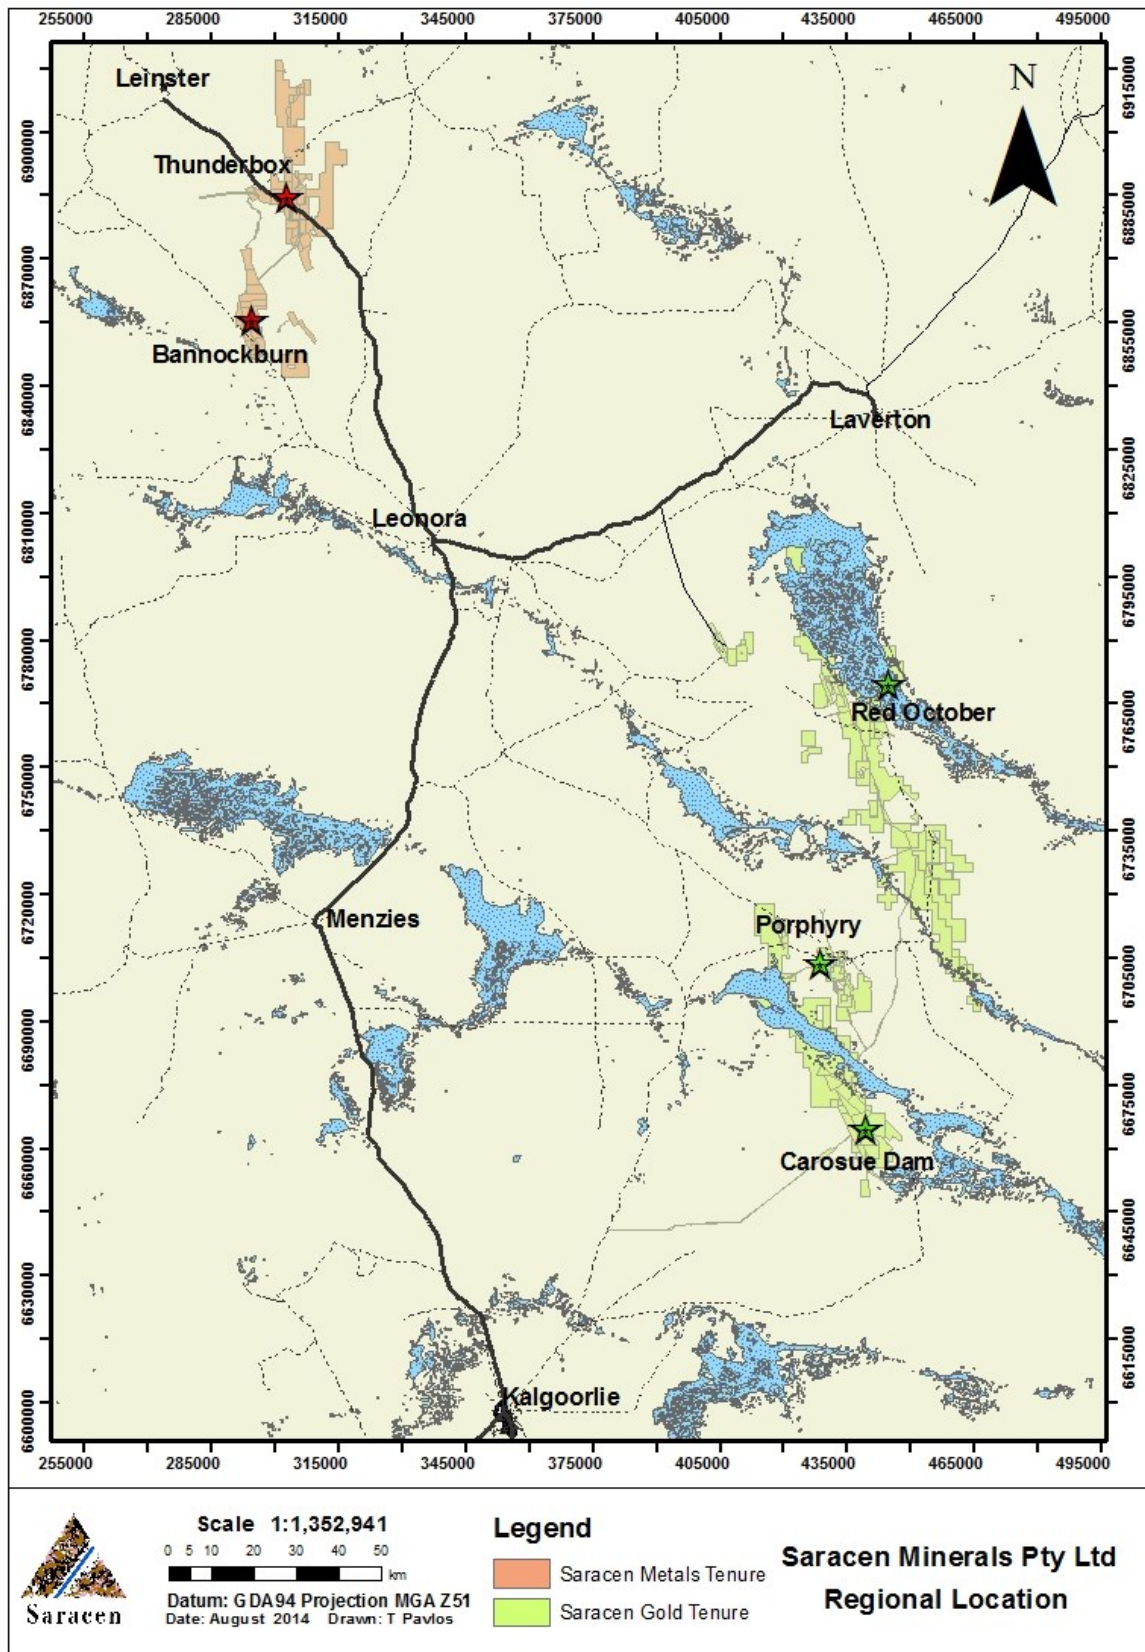 255000 285000 315000 345000 375000 405000 435000 465000 495000
6900000
6870000
6840000
6810000
6780000
6750000
6720000
6690000
6660000
6630000
6600000
Leinster
N
Thunderbox
Bannockburn
Laverton
Leonora
Red October
Menzies
Porphyry
Carosue Dam
Kalgoorlie
6915000
6885000
6855000
6825000
6795000
6765000
6735000
6705000
6675000
6645000
6615000
255000 285000 315000 345000 375000 405000 435000 465000 495000
Saracen
Scale 1:1,352,941
0 5 10 20 30 40 50
km
Datum: GDA94 Projection MGA Z51
Date: August 2014 Drawn: T Pavlos
Legend
Saracen Metals Tenure
Saracen Gold Tenure
Saracen Minerals Pty Ltd
Regional Location